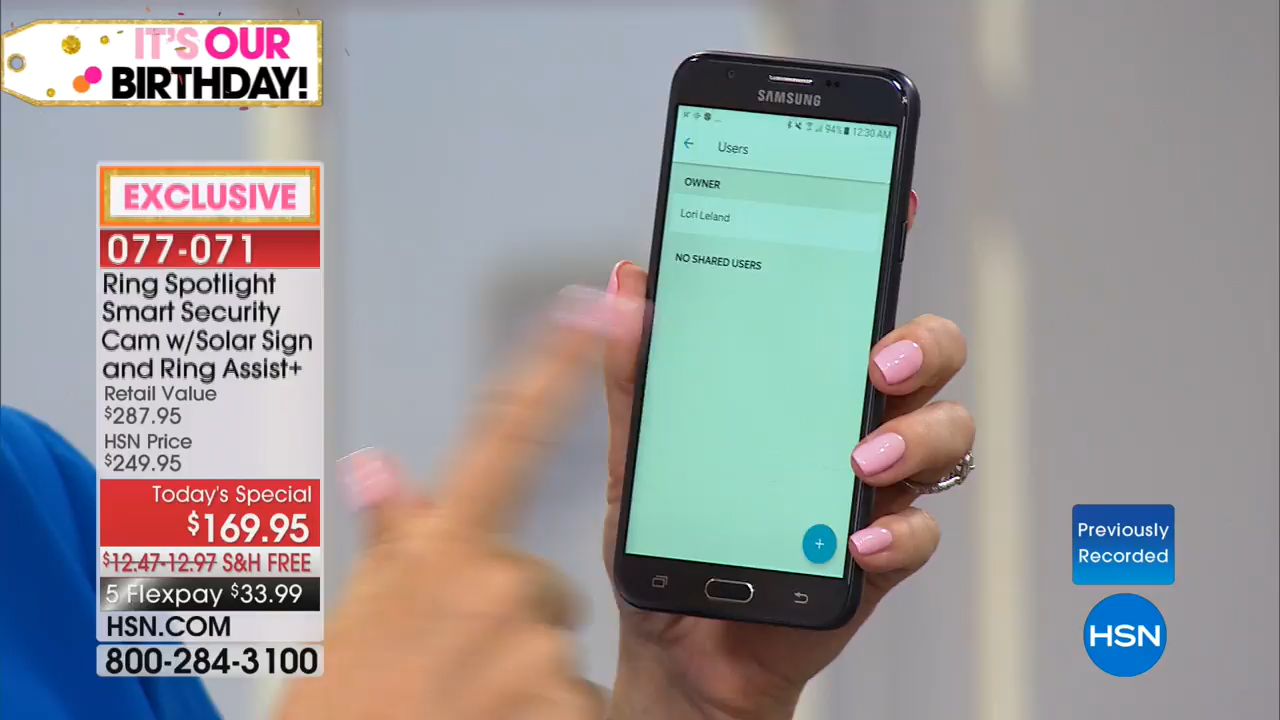 IT'S OUR
BIRTHDAY!
EXCLUSIVE
077-071
Ring Spotlight
Smart Security
Cam w/Solar Sign
and Ring Assist+
Retail Value
$287.95
HSN Price
$249.95
Today's Special
$169.95
$12.47-12.97 S&H FREE
5 Flexpay $33.99
HSN.COM
800-284-3100
SAMSUNG
94% 12:30 AM
Users
OWNER
Lori Leland
NO SHARED USERS
+
Previously
Recorded
HSN